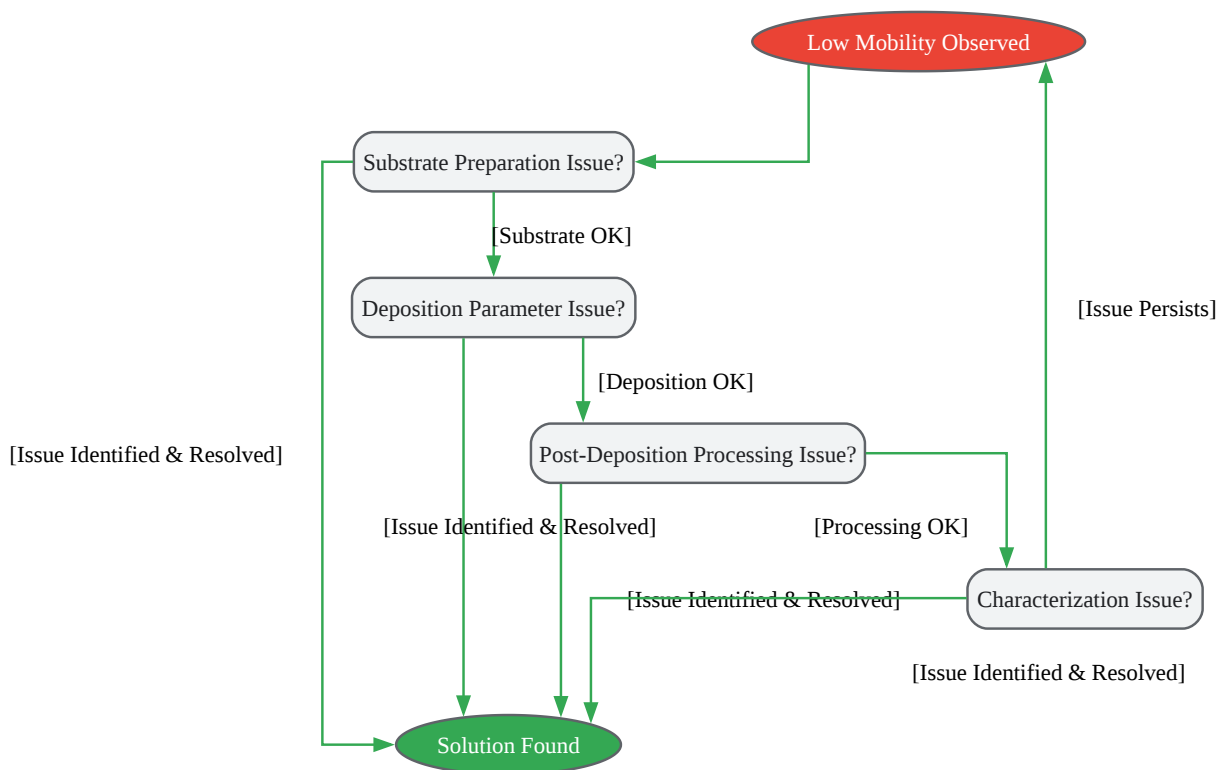 Low Mobility Observed
Substrate Preparation Issue?
[Substrate OK]
Deposition Parameter Issue?
[Issue Persists]
[Deposition OK]
[Issue Identified & Resolved]
Post-Deposition Processing Issue?
[Issue Identified & Resolved]
[Processing OK]
[Issue Identified & Resolved]
Characterization Issue?
[Issue Identified & Resolved]
Solution Found